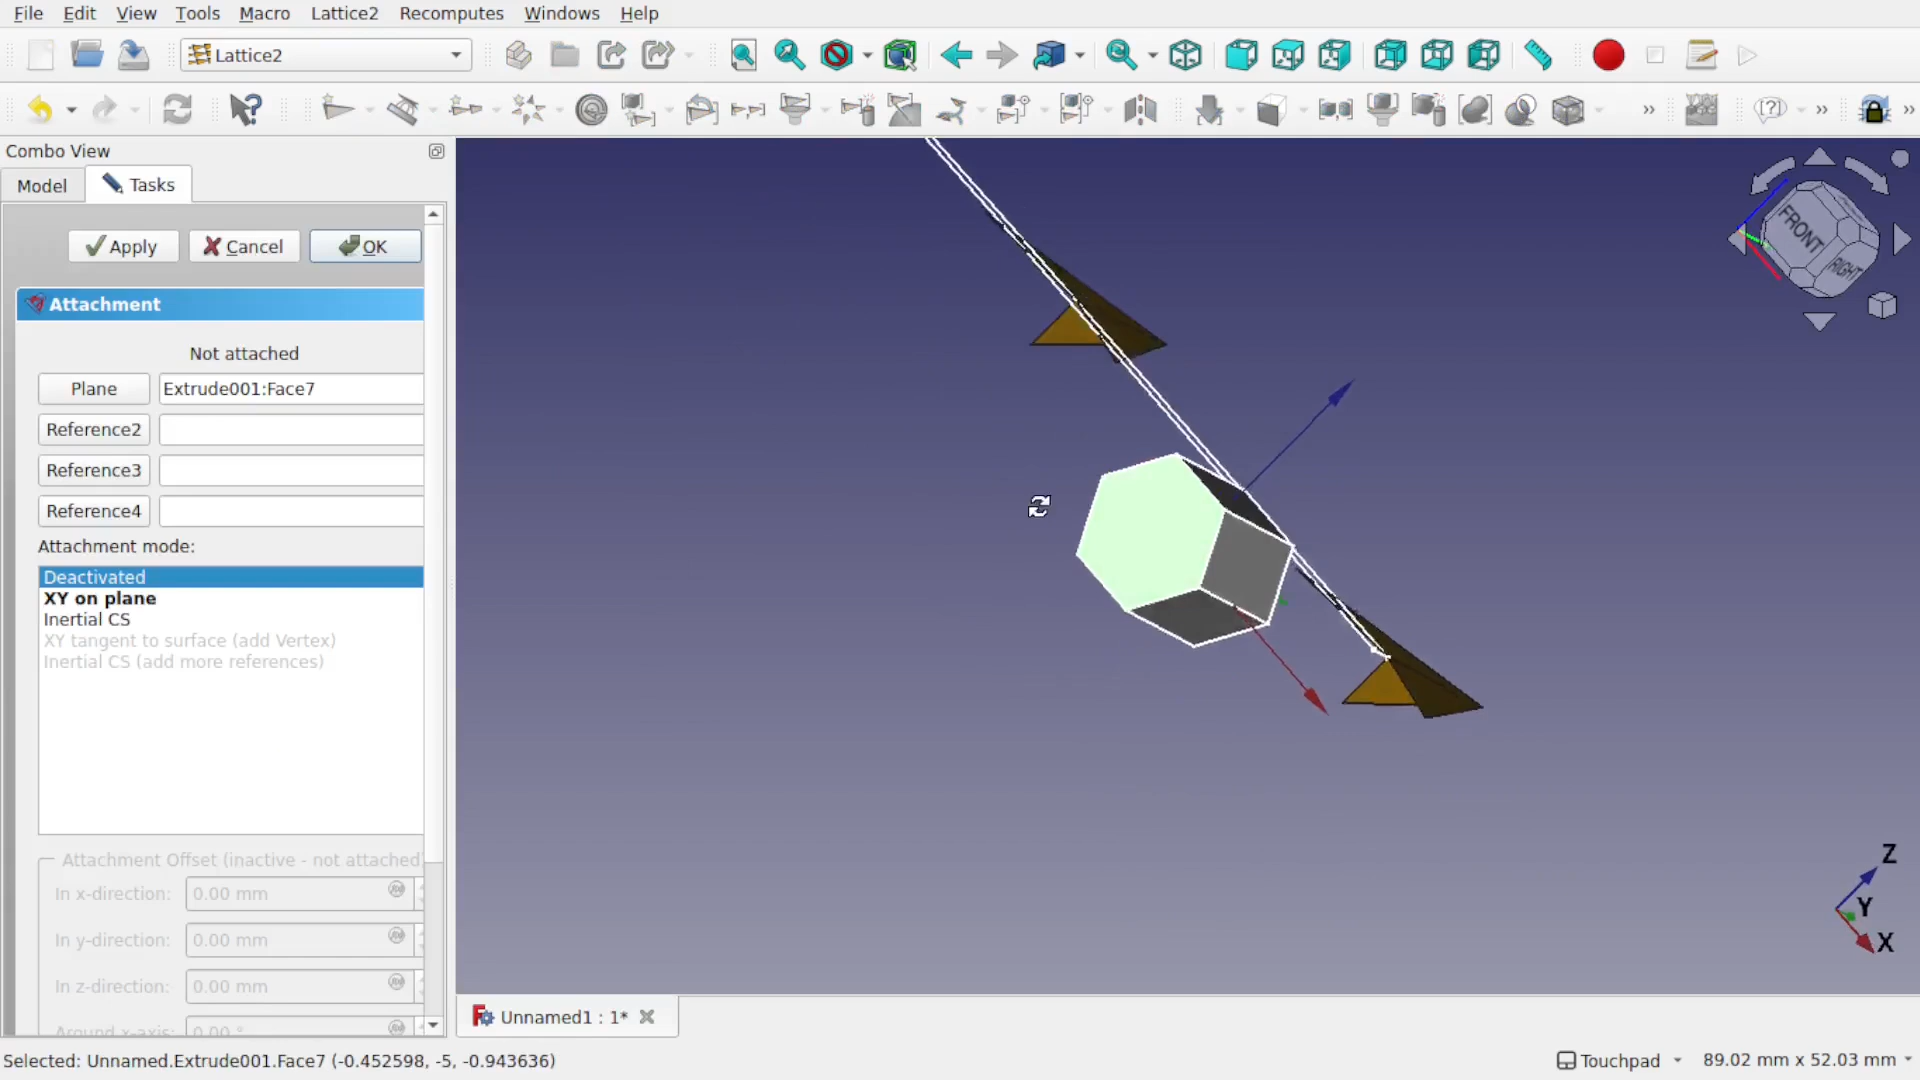 File Edit View Tools Macro Lattice2 Recomputes Windows Help
Lattice2
Combo View
Model Tasks
Apply Cancel OK
Attachment
Not attached
Plane Extrude001:Face7
Reference2
Reference3
Reference4
Attachment mode:
Deactivated
XY on plane
Inertial CS
XY tangent to surface (add Vertex)
Inertial CS (add more references)
Attachment Offset (inactive - not attached)
In x-direction: 0.00 mm
In y-direction: 0.00 mm
In z-direction: 0.00 mm
Around x-axis: 0.00 °
FRONT
RIGHT
Z
Y
X
Unnamed1 : 1*
Selected: Unnamed.Extrude001.Face7 (-0.452598, -5, -0.943636)
Touchpad 89.02 mm x 52.03 mm